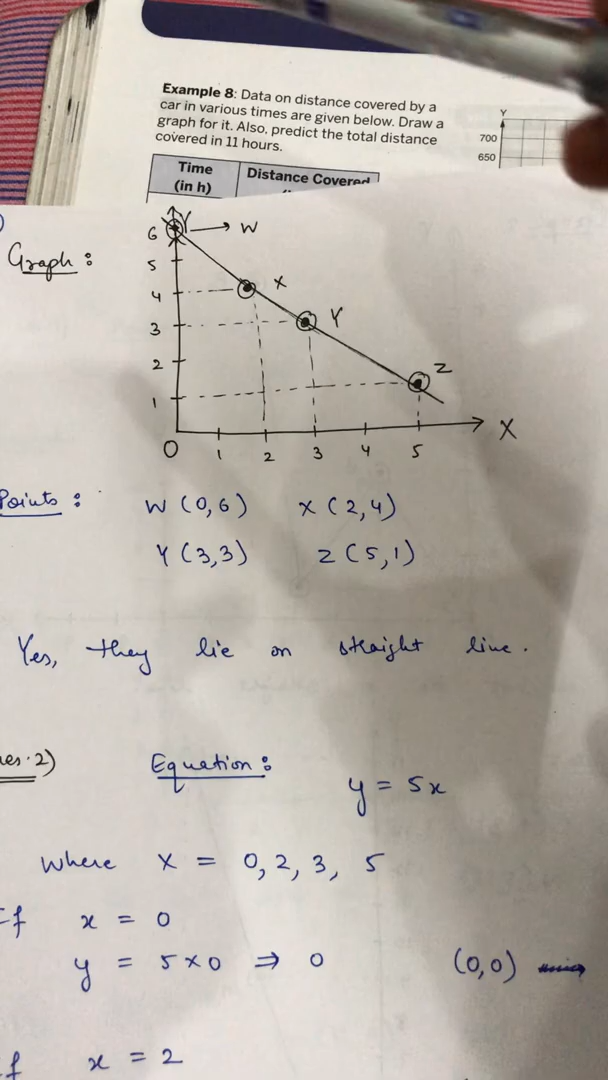 Example 8: Data on distance covered by a
car in various times are given below. Draw a
graph for it. Also, predict the total distance
covered in 11 hours.
Time
(in h)
Distance Covered
Y
700
650
Graph :
Y → W
6
5
4
3
2
1
X
Y
Z
0 1 2 3 4 5
X
Points :
W (0,6) X (2,4)
Y (3,3) Z (5,1)
Yes, they lie on straight line.
2)
Equation :
y = 5x
Where x = 0, 2, 3, 5
If x = 0
y = 5x0 ⇒ 0 (0,0)
x = 2